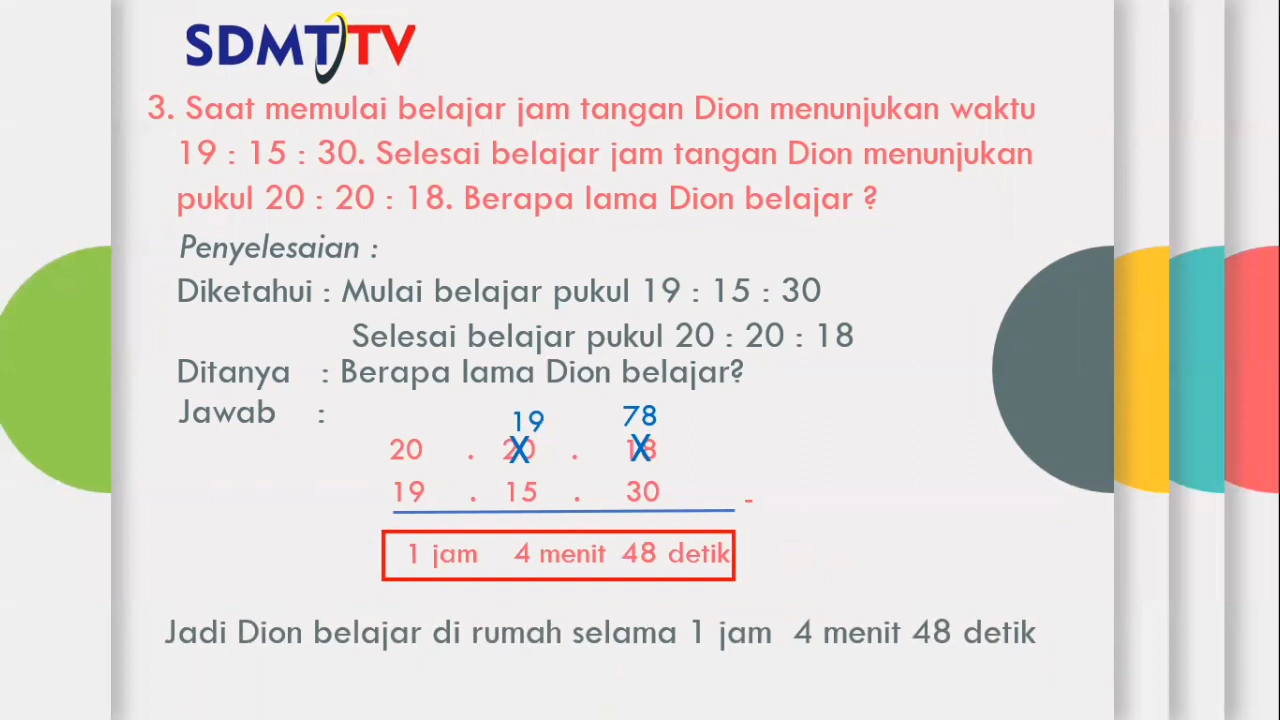 SDMT TV
3. Saat memulai belajar jam tangan Dion menunjukan waktu
19 : 15 : 30. Selesai belajar jam tangan Dion menunjukan
pukul 20 : 20 : 18. Berapa lama Dion belajar ?
Penyelesaian :
Diketahui : Mulai belajar pukul 19 : 15 : 30
Selesai belajar pukul 20 : 20 : 18
Ditanya : Berapa lama Dion belajar?
Jawab :
19 78
20 . 20 . 18
19 . 15 . 30 -
1 jam 4 menit 48 detik
Jadi Dion belajar di rumah selama 1 jam 4 menit 48 detik